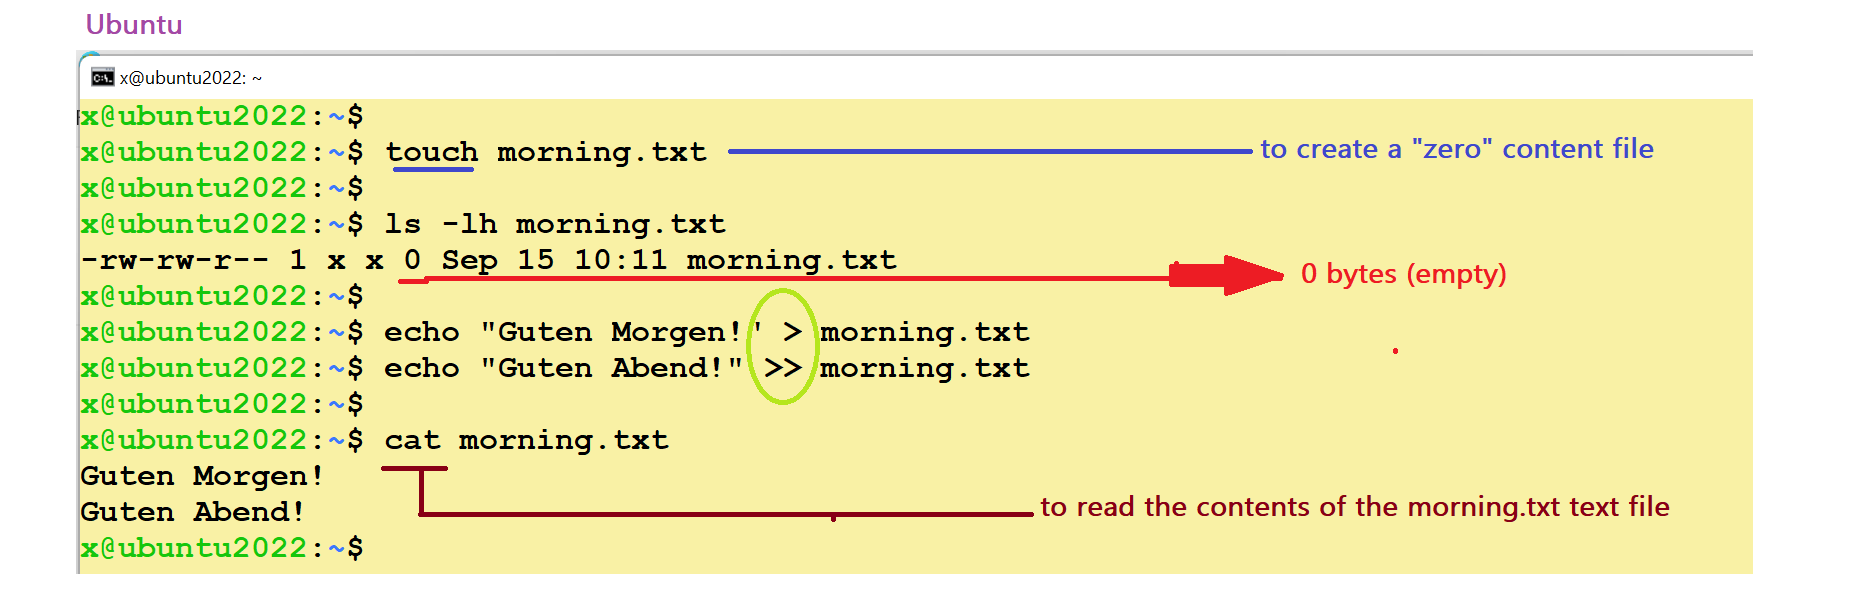 Ubuntu
x@ubuntu2022: ~
x@ubuntu2022:~$
x@ubuntu2022:~$ touch morning.txt to create a "zero" content file
x@ubuntu2022:~$
x@ubuntu2022:~$ ls -lh morning.txt
-rw-rw-r-- 1 x x 0 Sep 15 10:11 morning.txt
0 bytes (empty)
x@ubuntu2022:~$
x@ubuntu2022:~$ echo "Guten Morgen!" > morning.txt
x@ubuntu2022:~$ echo "Guten Abend!" >> morning.txt
x@ubuntu2022:~$
x@ubuntu2022:~$ cat morning.txt
Guten Morgen!
Guten Abend!
to read the contents of the morning.txt text file
x@ubuntu2022:~$